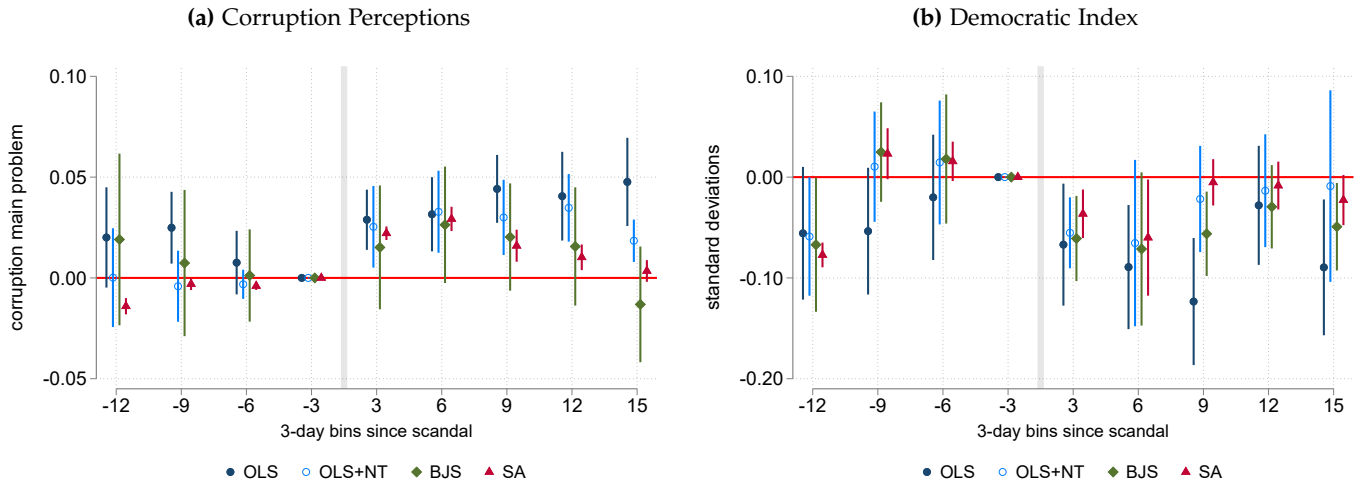 (a) Corruption Perceptions
corruption main problem
0.10
0.05
0.00
-0.05
-12 -9 -6 -3 3 6 9 12 15
3-day bins since scandal
OLS OLS+NT BJS SA
(b) Democratic Index
standard deviations
0.10
0.00
-0.10
-0.20
-12 -9 -6 -3 3 6 9 12 15
3-day bins since scandal
OLS OLS+NT BJS SA